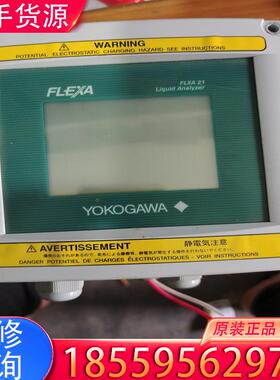 手货源
⚠ WARNING
POTENTIAL ELECTROSTATIC CHARGING HAZARD SEE INSTRUCTIONS
FLEXA
FLXA 21
Liquid Analyzer
YOKOGAWA
⚠ AVERTISSEMENT
静電気注意
DANGER POTENTIEL DE CHARGES ÉLECTROSTATIQUES - VOIR INSTRUCTIONS
修
询
原装正品
1855956297